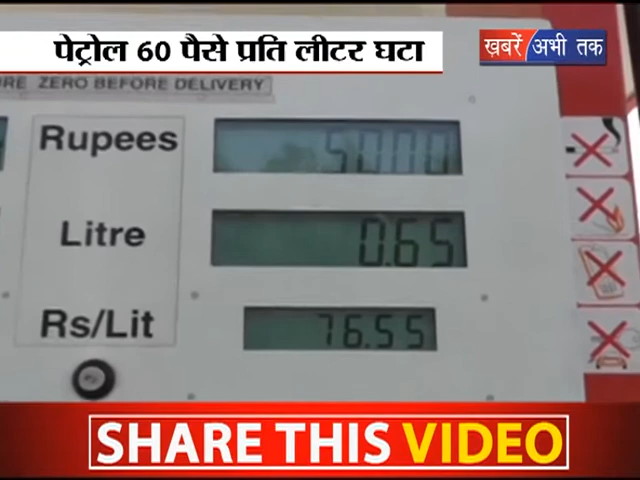 पेट्रोल 60 पैसे प्रति लीटर घटा
ख़बरें अभी तक
ZERO BEFORE DELIVERY
Rupees 50.00
Litre 0.65
Rs/Lit 76.55
SHARE THIS VIDEO